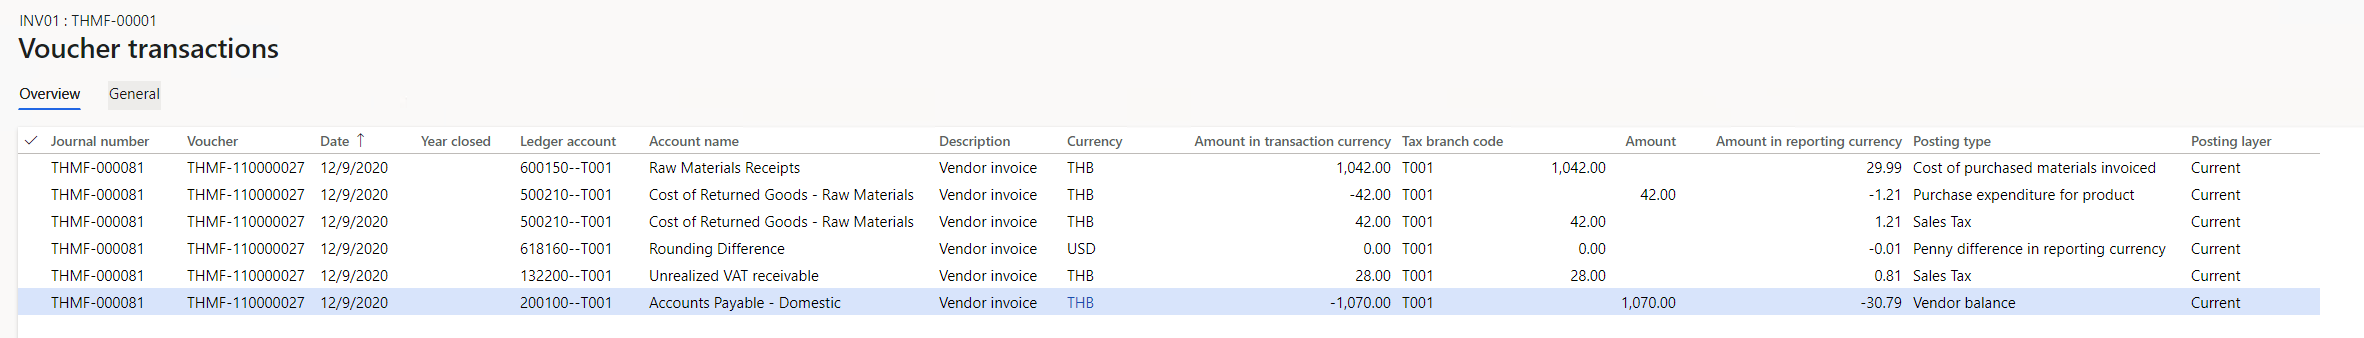 INV01 : THMF-00001
Voucher transactions
Overview General
Journal number Voucher Date ↑ Year closed Ledger account Account name Description Currency Amount in transaction currency Tax branch code Amount Amount in reporting currency Posting type Posting layer
THMF-000081 THMF-110000027 12/9/2020 600150--T001 Raw Materials Receipts Vendor invoice THB 1,042.00 T001 1,042.00 29.99 Cost of purchased materials invoiced Current
THMF-000081 THMF-110000027 12/9/2020 500210--T001 Cost of Returned Goods - Raw Materials Vendor invoice THB -42.00 T001 42.00 -1.21 Purchase expenditure for product Current
THMF-000081 THMF-110000027 12/9/2020 500210--T001 Cost of Returned Goods - Raw Materials Vendor invoice THB 42.00 T001 42.00 1.21 Sales Tax Current
THMF-000081 THMF-110000027 12/9/2020 618160--T001 Rounding Difference Vendor invoice USD 0.00 T001 0.00 -0.01 Penny difference in reporting currency Current
THMF-000081 THMF-110000027 12/9/2020 132200--T001 Unrealized VAT receivable Vendor invoice THB 28.00 T001 28.00 0.81 Sales Tax Current
THMF-000081 THMF-110000027 12/9/2020 200100--T001 Accounts Payable - Domestic Vendor invoice THB -1,070.00 T001 1,070.00 -30.79 Vendor balance Current